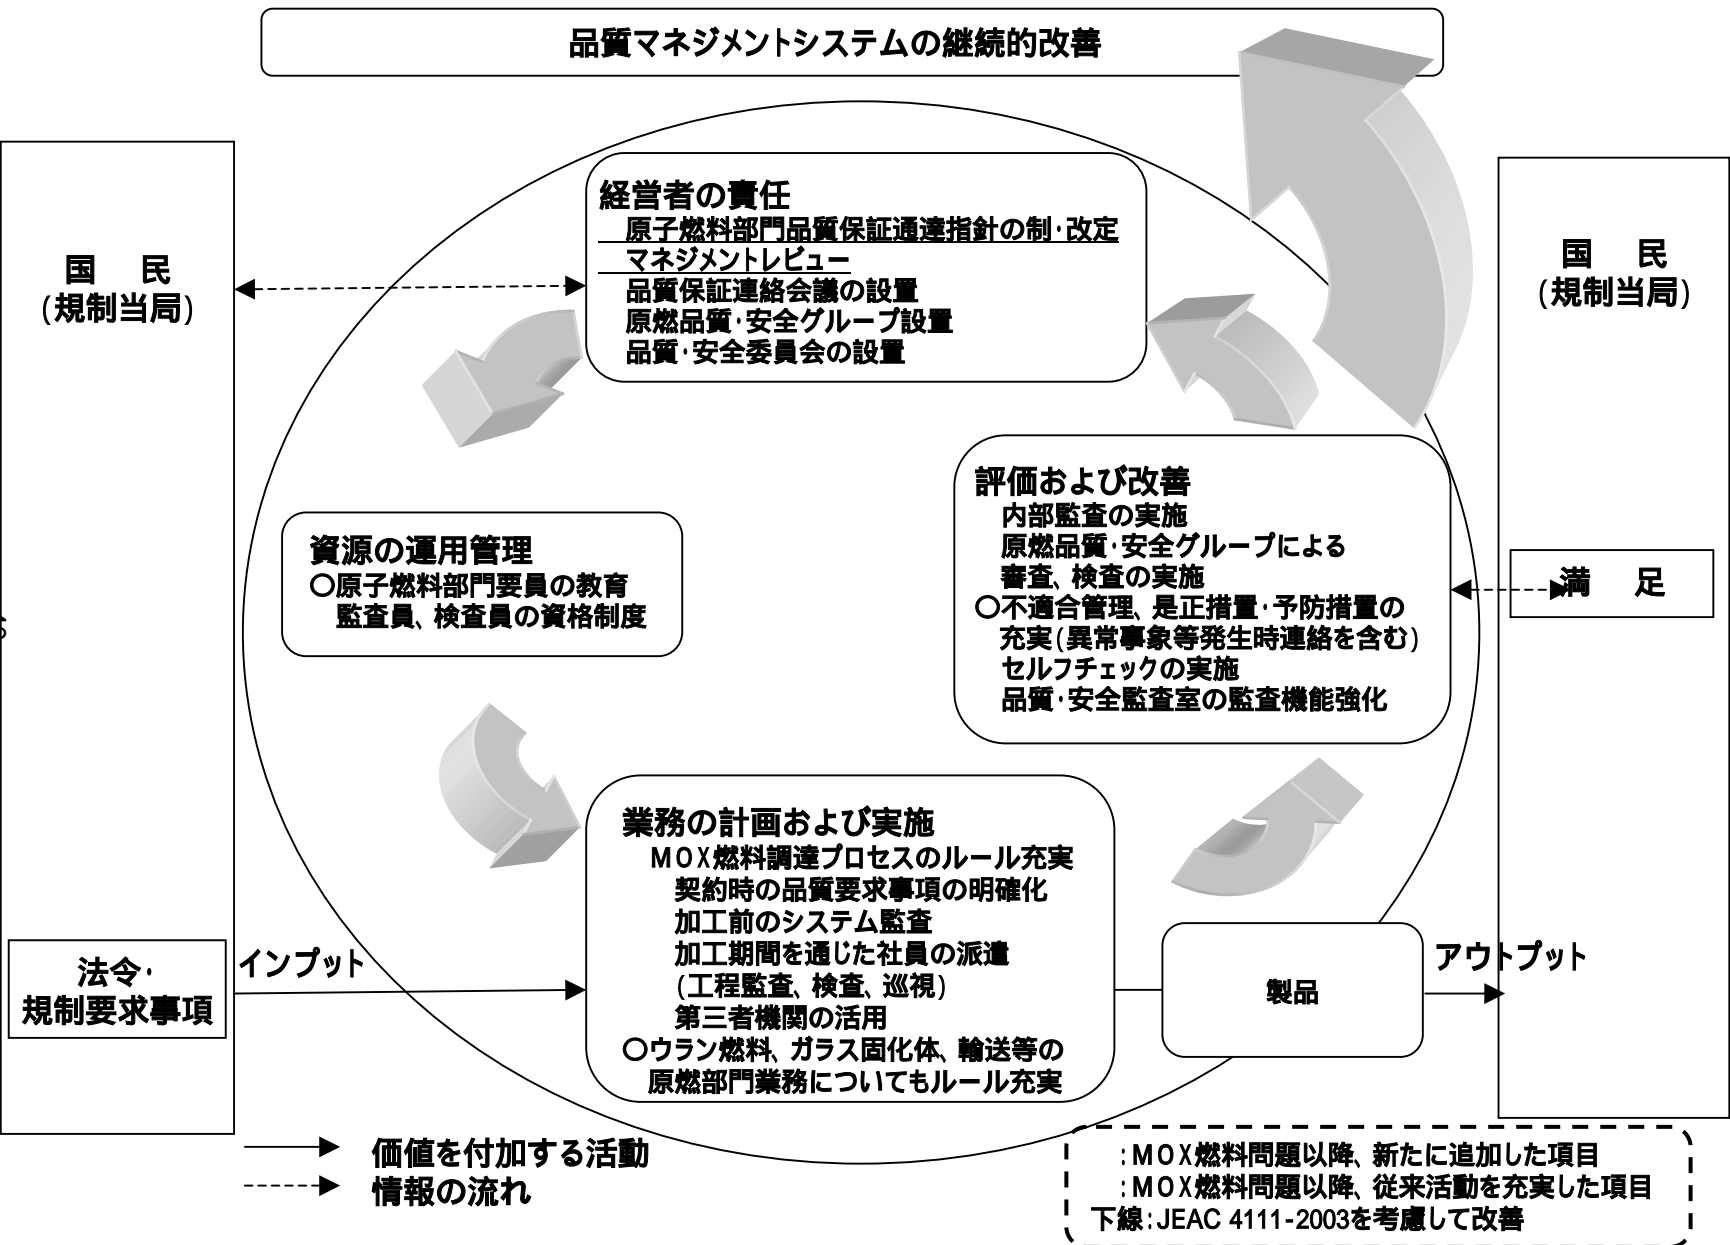 品質マネジメントシステムの継続的改善
国　民
(規制当局)
経営者の責任
原子燃料部門品質保証通達指針の制・改定
マネジメントレビュー
品質保証連絡会議の設置
原燃品質・安全グループ設置
品質・安全委員会の設置
国　民
(規制当局)
評価および改善
内部監査の実施
原燃品質・安全グループによる
審査、検査の実施
○不適合管理、是正措置・予防措置の
充実(異常事象等発生時連絡を含む)
セルフチェックの実施
品質・安全監査室の監査機能強化
資源の運用管理
○原子燃料部門要員の教育
監査員、検査員の資格制度
満　足
業務の計画および実施
MOX燃料調達プロセスのルール充実
契約時の品質要求事項の明確化
加工前のシステム監査
加工期間を通じた社員の派遣
(工程監査、検査、巡視)
第三者機関の活用
○ウラン燃料、ガラス固化体、輸送等の
原燃部門業務についてもルール充実
法令・
規制要求事項
インプット
製品
アウトプット
価値を付加する活動
情報の流れ
:MOX燃料問題以降、新たに追加した項目
:MOX燃料問題以降、従来活動を充実した項目
下線:JEAC 4111-2003を考慮して改善